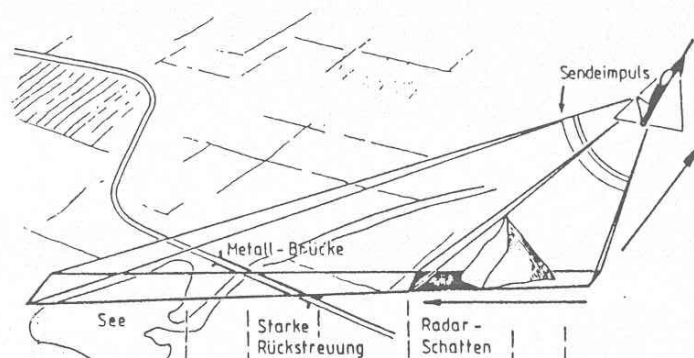 Sendeimpuls
Metall-Brücke
See
Starke
Rückstreuung
Radar-
Schatten